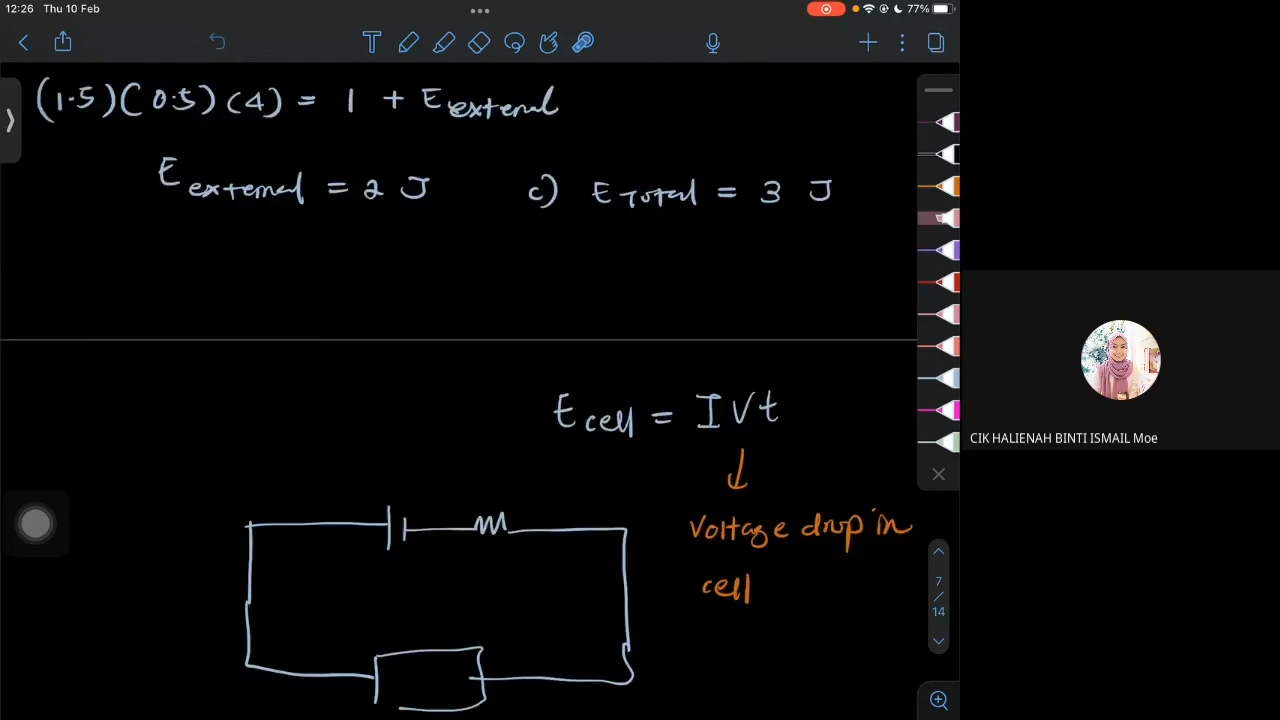 12:26 Thu 10 Feb
77%
(1.5)(0.5)(4) = 1 + E external
E external = 2 J
c) E Total = 3 J
E cell = IVt
Voltage drop in
cell
7
/
14
CIK HALIENAH BINTI ISMAIL Moe